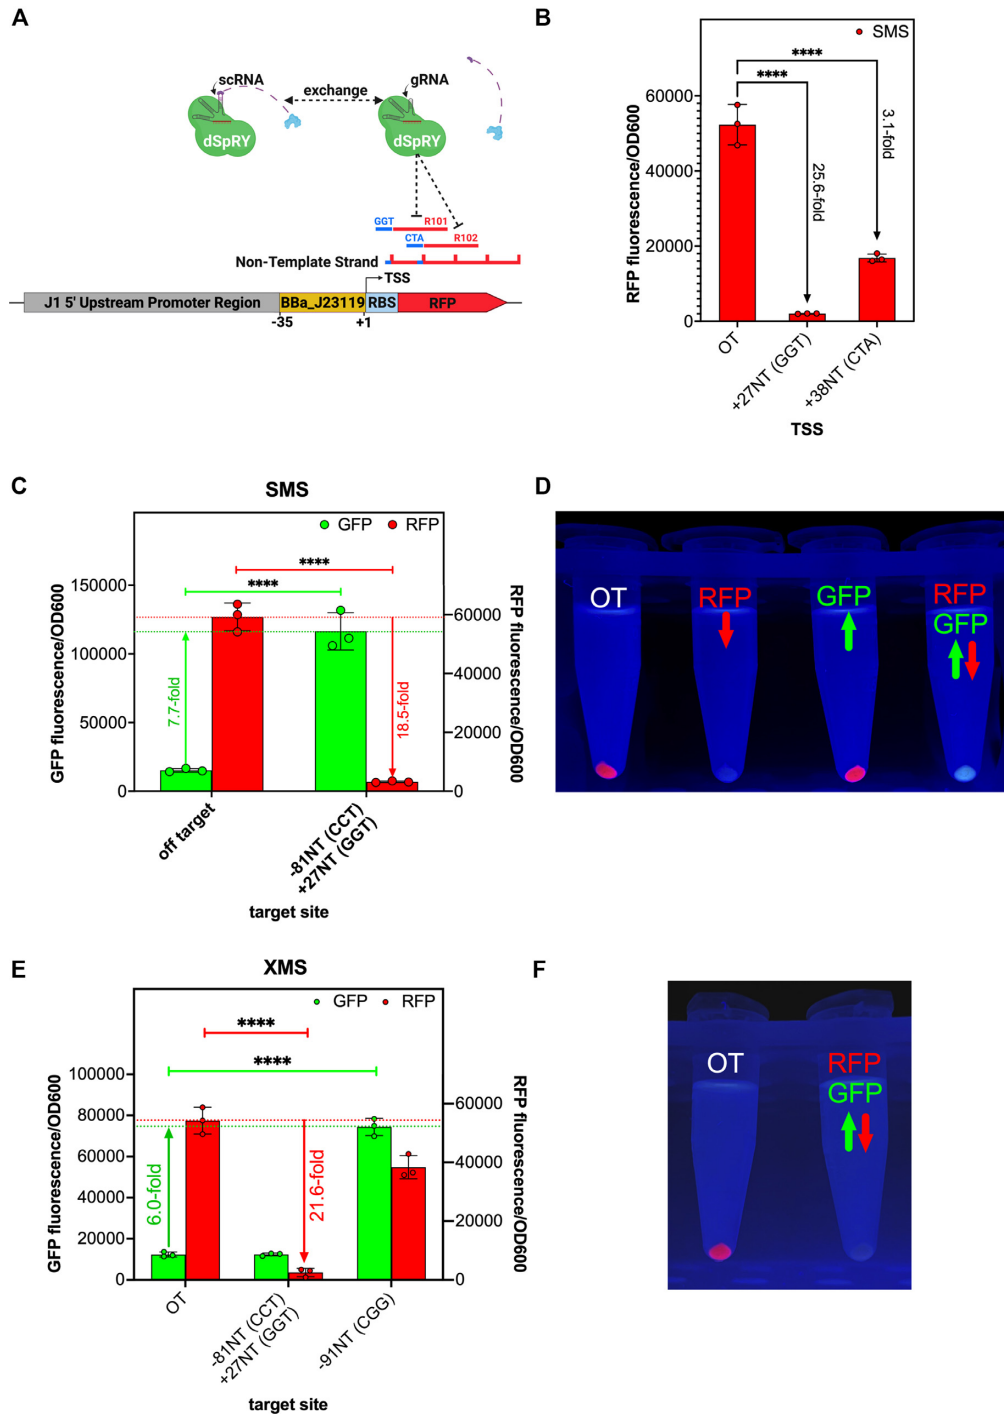 A
scRNA
gRNA
exchange
dSpRY
dSpRY
GGT
R101
CTA
R102
Non-Template Strand
TSS
J1 5' Upstream Promoter Region
BBa_J23119
RBS
RFP
-35
+1
B
SMS
****
****
RFP fluorescence/OD600
60000
40000
20000
0
25.6-fold
3.1-fold
OT
+27NT (GGT)
+38NT (CTA)
TSS
C
SMS
GFP
RFP
****
****
GFP fluorescence/OD600
150000
100000
50000
0
7.7-fold
18.5-fold
60000
40000
20000
0
RFP fluorescence/OD600
off target
-81NT (CCT)
+27NT (GGT)
target site
D
OT
RFP
GFP
RFP
GFP
E
XMS
GFP
RFP
****
****
GFP fluorescence/OD600
100000
80000
60000
40000
20000
0
6.0-fold
21.6-fold
60000
40000
20000
0
RFP fluorescence/OD600
OT
-81NT (CCT)
+27NT (GGT)
-91NT (CGG)
target site
F
OT
RFP
GFP